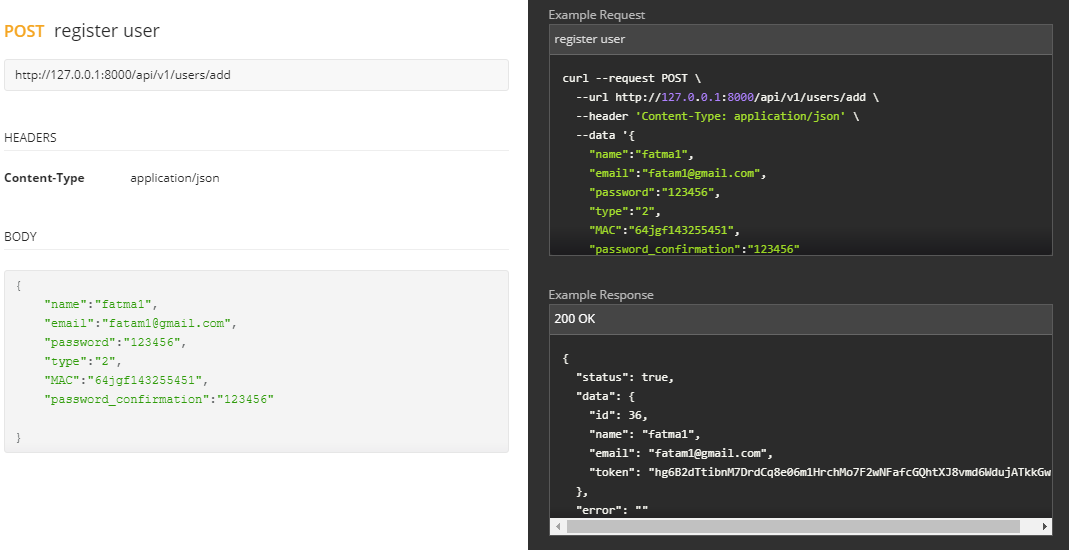 POST register user
http://127.0.0.1:8000/api/v1/users/add
HEADERS
Content-Type application/json
BODY
{
"name":"fatma1",
"email":"fatam1@gmail.com",
"password":"123456",
"type":"2",
"MAC":"64jgf143255451",
"password_confirmation":"123456"
}
Example Request
register user
curl --request POST \
--url http://127.0.0.1:8000/api/v1/users/add \
--header 'Content-Type: application/json' \
--data '{
"name":"fatma1",
"email":"fatam1@gmail.com",
"password":"123456",
"type":"2",
"MAC":"64jgf143255451",
"password_confirmation":"123456"
Example Response
200 OK
{
"status": true,
"data": {
"id": 36,
"name": "fatma1",
"email": "fatam1@gmail.com",
"token": "hg6B2dTtibnM7DrdCq8e06m1HrchMo7F2wNFafcGQhtXJ8vmd6WdujATkkGw
},
"error": ""